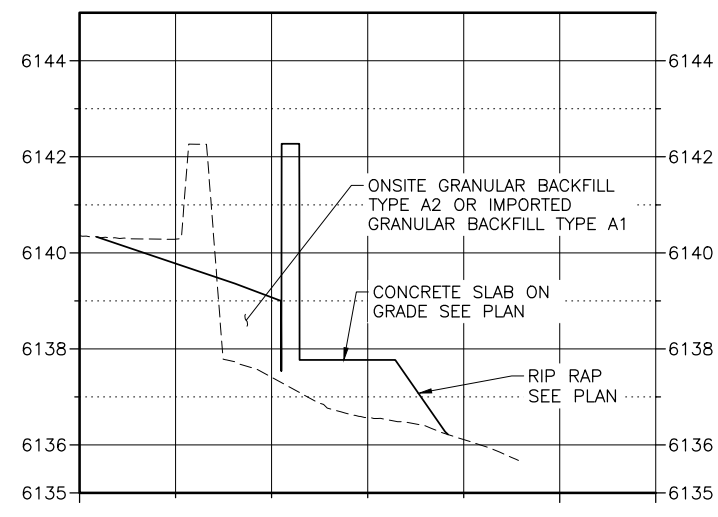 6144
6144
6142
6142
ONSITE GRANULAR BACKFILL
TYPE A2 OR IMPORTED
GRANULAR BACKFILL TYPE A1
6140
6140
CONCRETE SLAB ON
GRADE SEE PLAN
6138
6138
RIP RAP
SEE PLAN
6136
6136
6135
6135